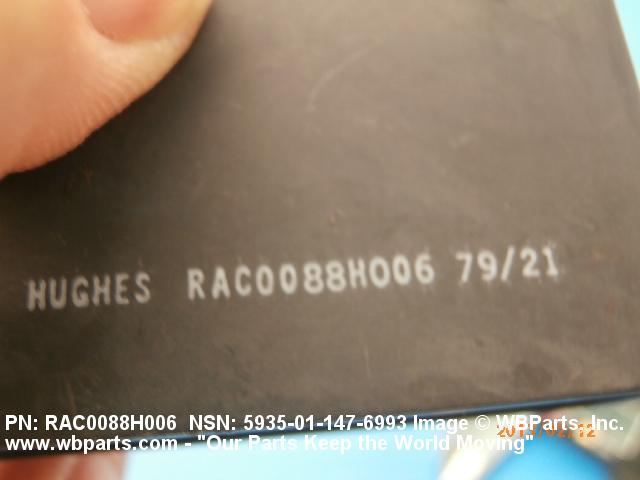 HUGHES RAC0088H006 79/21
PN: RAC0088H006 NSN: 5935-01-147-6993 Image © WBParts, Inc.
www.wbparts.com - "Our Parts Keep the World Moving"